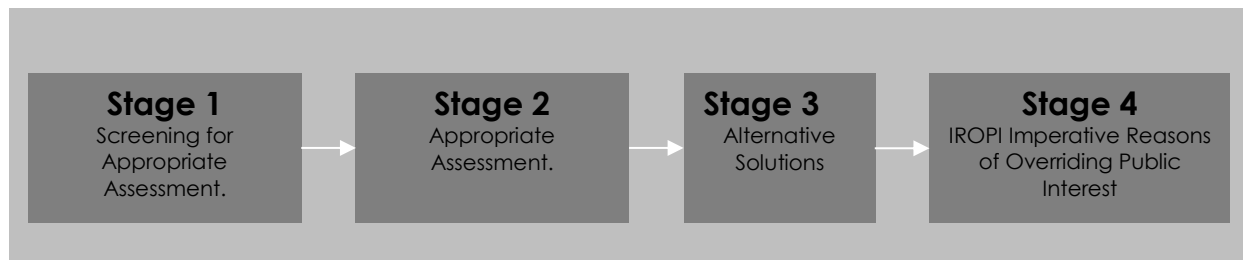 Stage 1
Screening for
Appropriate
Assessment.
Stage 2
Appropriate
Assessment.
Stage 3
Alternative
Solutions
Stage 4
IROPI Imperative Reasons
of Overriding Public
Interest